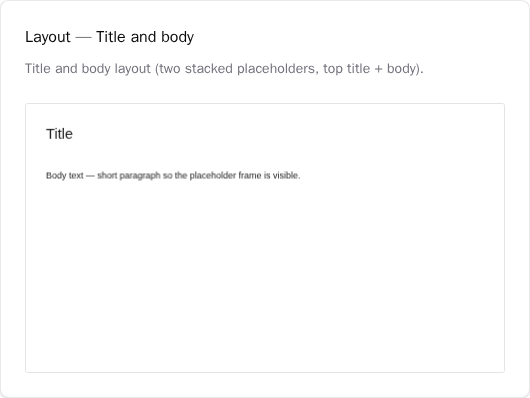 Layout — Title and body
Title and body layout (two stacked placeholders, top title + body).
Title
Body text — short paragraph so the placeholder frame is visible.